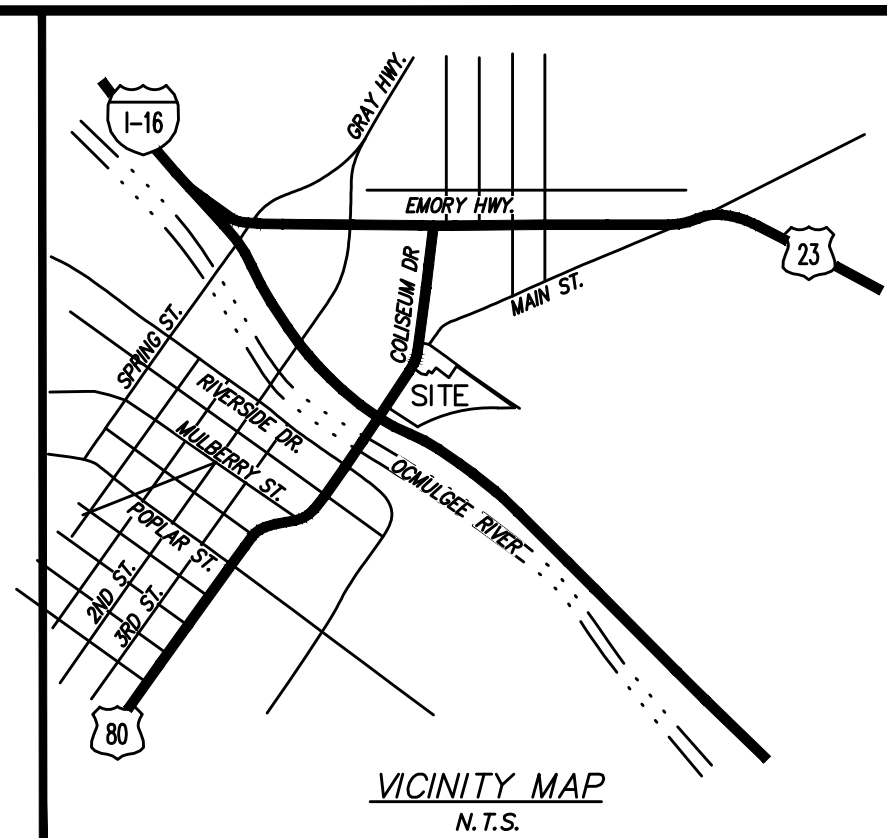 GRAY HWY.
I-16
EMORY HWY.
23
COLISEUM DR
MAIN ST.
SPRING ST.
SITE
RIVERSIDE DR.
MULBERRY ST.
OCMULGEE RIVER
POPLAR ST.
2ND ST.
3RD ST.
80
VICINITY MAP
N.T.S.